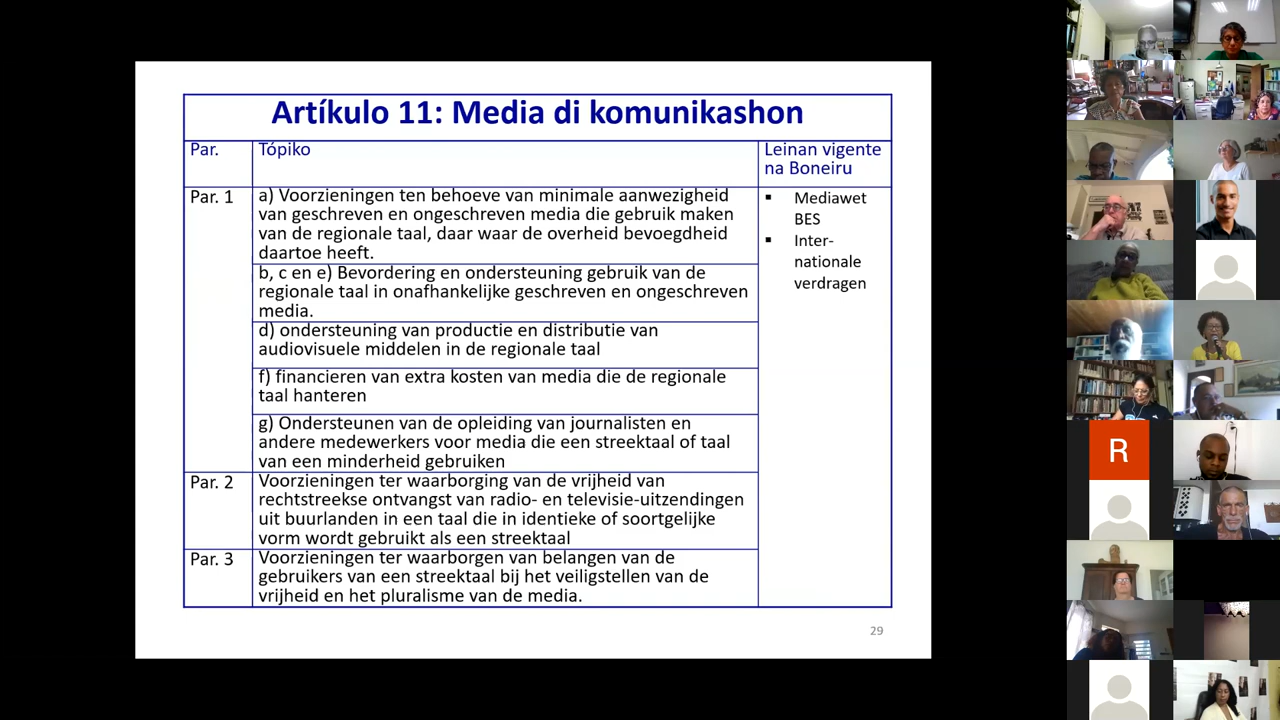 Artíkulo 11: Media di komunikashon
Par.
Tópiko
Leinan vigente
na Boneiru
Par. 1
a) Voorzieningen ten behoeve van minimale aanwezigheid
van geschreven en ongeschreven media die gebruik maken
van de regionale taal, daar waar de overheid bevoegdheid
daartoe heeft.
b, c en e) Bevordering en ondersteuning gebruik van de
regionale taal in onafhankelijke geschreven en ongeschreven
media.
d) ondersteuning van productie en distributie van
audiovisuele middelen in de regionale taal
f) financieren van extra kosten van media die de regionale
taal hanteren
g) Ondersteunen van de opleiding van journalisten en
andere medewerkers voor media die een streektaal of taal
van een minderheid gebruiken
▪ Mediawet
BES
▪ Inter-
nationale
verdragen
Par. 2
Voorzieningen ter waarborging van de vrijheid van
rechtstreekse ontvangst van radio- en televisie-uitzendingen
uit buurlanden in een taal die in identieke of soortgelijke
vorm wordt gebruikt als een streektaal
Par. 3
Voorzieningen ter waarborgen van belangen van de
gebruikers van een streektaal bij het veiligstellen van de
vrijheid en het pluralisme van de media.
29
R